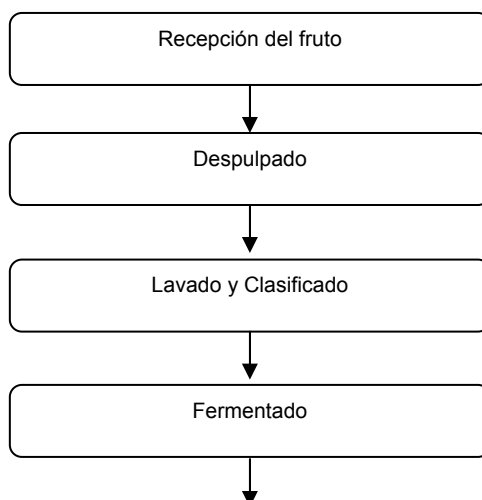 Recepción del fruto
Despulpado
Lavado y Clasificado
Fermentado